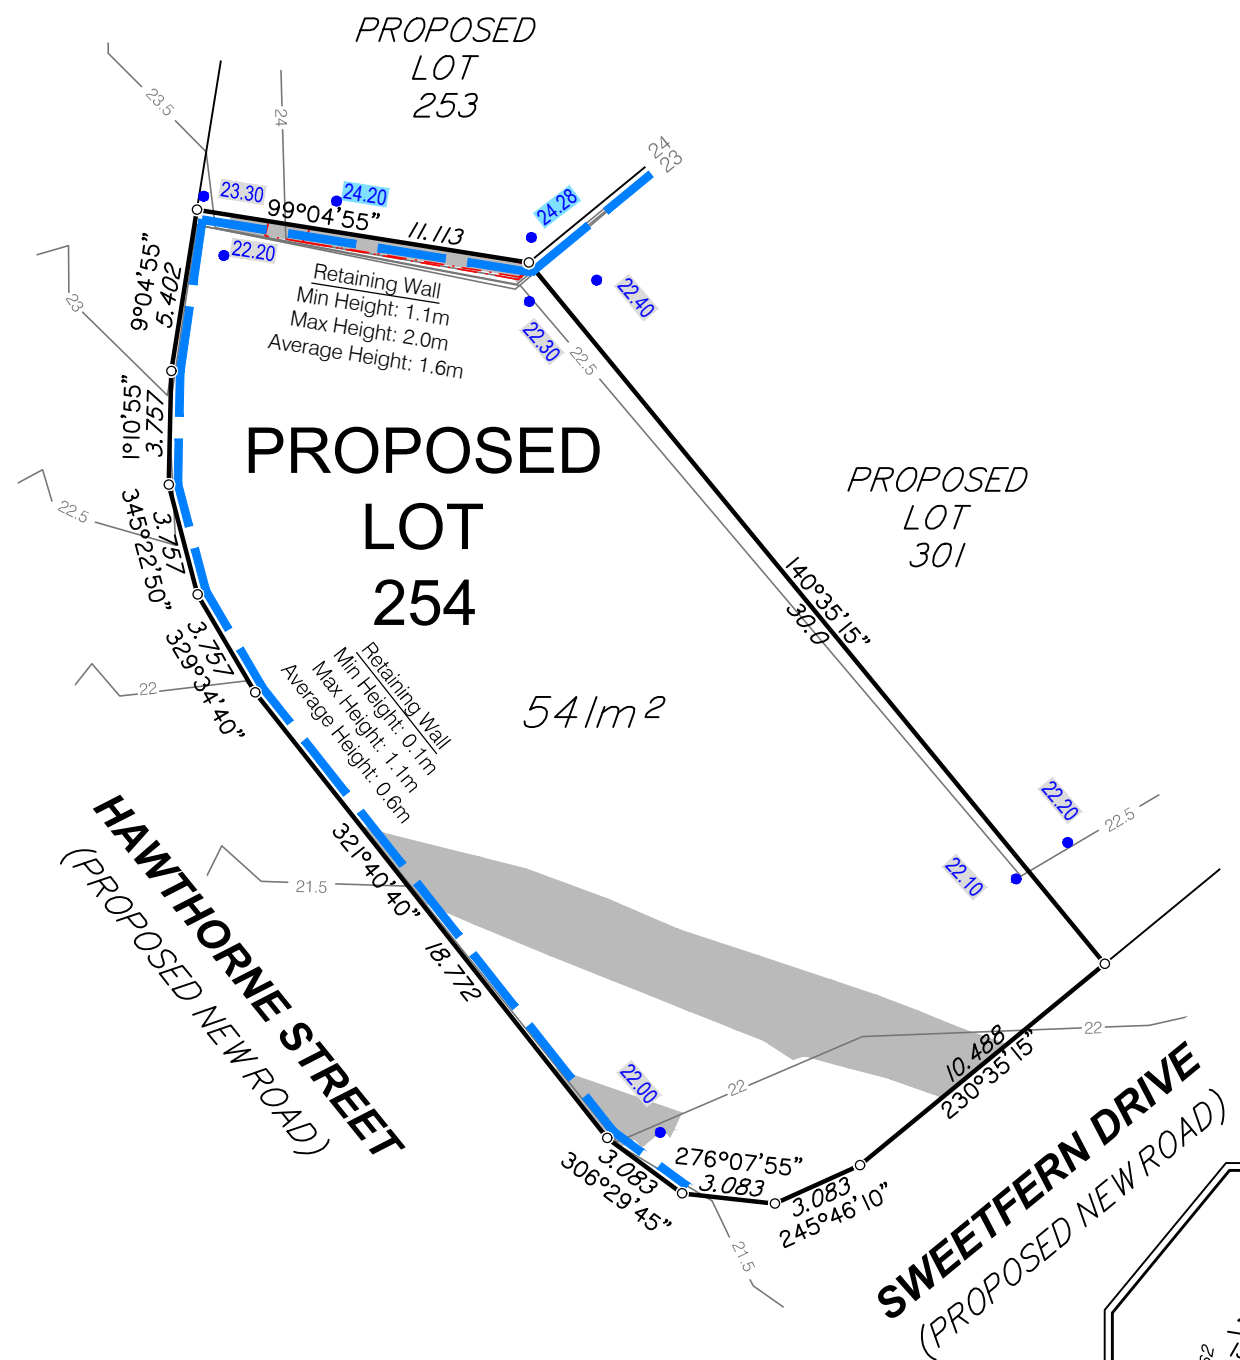 PROPOSED
LOT
253
23.5
24
24
23
23.30
24.20
24.28
99°04'55"
11.113
22.20
22.40
22.30
Retaining Wall
Min Height: 1.1m
Max Height: 2.0m
Average Height: 1.6m
9°04'55"
5.402
23
22.5
1°10'55"
3.757
PROPOSED
LOT
254
PROPOSED
LOT
301
22.5
345°22'50"
3.757
140°35'15"
30.0
3.757
329°34'40"
22
Retaining Wall
Min Height: 0.1m
Max Height: 1.1m
Average Height: 0.6m
541m²
22.20
22.5
22.10
321°40'40"
18.772
21.5
HAWTHORNE STREET
(PROPOSED NEW ROAD)
10.488
230°35'15"
22
22
22.00
276°07'55"
3.083
3.083
306°29'45"
3.083
245°46'10"
21.5
SWEETFERN DRIVE
(PROPOSED NEW ROAD)